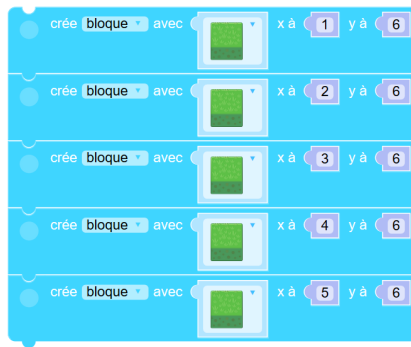 crée bloque avec x à 1 y à 6
crée bloque avec x à 2 y à 6
crée bloque avec x à 3 y à 6
crée bloque avec x à 4 y à 6
crée bloque avec x à 5 y à 6